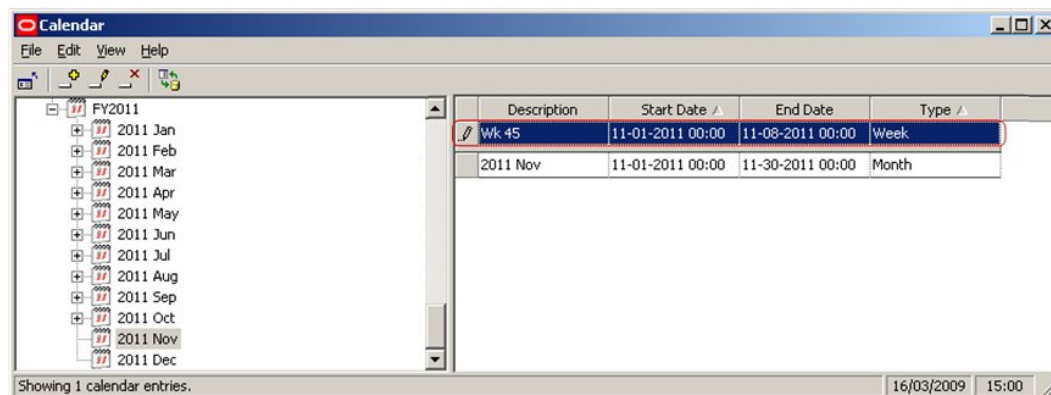 Calendar
File Edit View Help
FY2011
2011 Jan
2011 Feb
2011 Mar
2011 Apr
2011 May
2011 Jun
2011 Jul
2011 Aug
2011 Sep
2011 Oct
2011 Nov
2011 Dec
Description Start Date End Date Type
Wk 45 11-01-2011 00:00 11-08-2011 00:00 Week
2011 Nov 11-01-2011 00:00 11-30-2011 00:00 Month
Showing 1 calendar entries. 16/03/2009 15:00